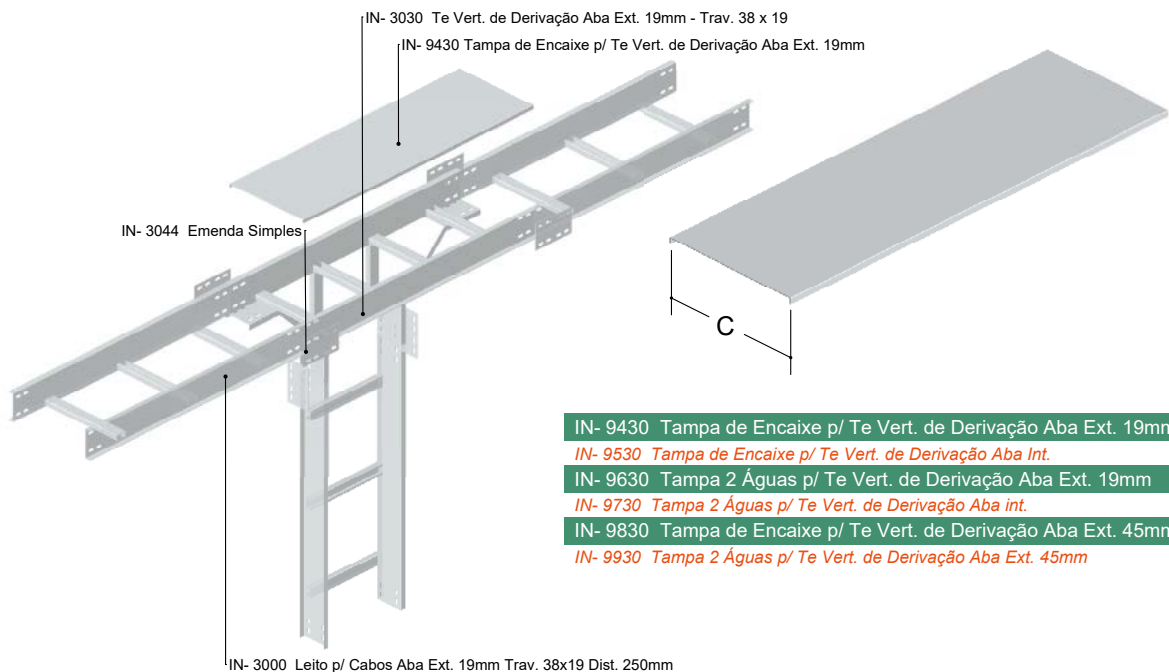 IN- 3030 Te Vert. de Derivação Aba Ext. 19mm - Trav. 38 x 19
IN- 9430 Tampa de Encaixe p/ Te Vert. de Derivação Aba Ext. 19mm
IN- 3044 Emenda Simples
C
IN- 9430 Tampa de Encaixe p/ Te Vert. de Derivação Aba Ext. 19mm
IN- 9530 Tampa de Encaixe p/ Te Vert. de Derivação Aba Int.
IN- 9630 Tampa 2 Águas p/ Te Vert. de Derivação Aba Ext. 19mm
IN- 9730 Tampa 2 Águas p/ Te Vert. de Derivação Aba int.
IN- 9830 Tampa de Encaixe p/ Te Vert. de Derivação Aba Ext. 45mm
IN- 9930 Tampa 2 Águas p/ Te Vert. de Derivação Aba Ext. 45mm
IN- 3000 Leito p/ Cabos Aba Ext. 19mm Trav. 38x19 Dist. 250mm